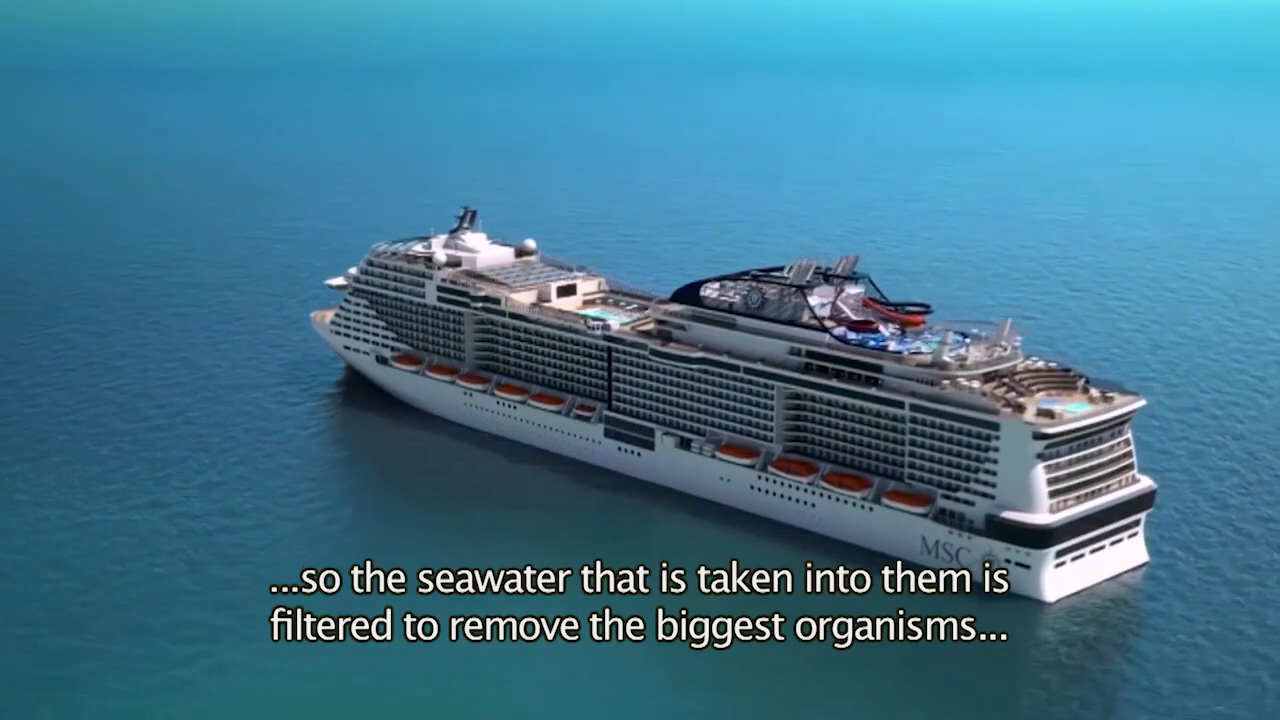 MSC
...so the seawater that is taken into them is
filtered to remove the biggest organisms...